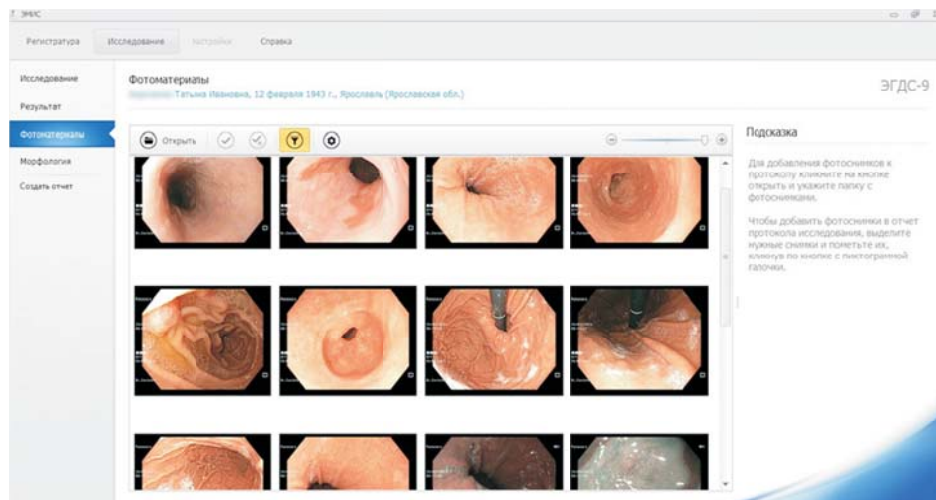 ЭМИС
Регистратура Исследование Настройки Справка
Исследование
Результат
Фотоматериалы
Морфология
Создать отчет
Фотоматериалы
Татьяна Ивановна, 12 февраля 1943 г., Ярославль (Ярославская обл.)
ЭГДС-9
Открыть
Подсказка
Для добавления фотоснимков к
протоколу кликните на кнопке
открыть и укажите папку с
фотоснимками.
Чтобы добавить фотоснимки в отчет
протокола исследования, выделите
нужные снимки и пометьте их,
кликнув по кнопке с пиктограммой
галочки.